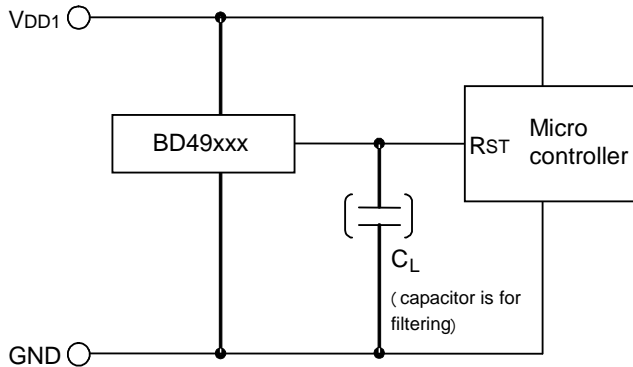 VDD1
BD49xxx
RST
Micro
controller
CL
(capacitor is for
filtering)
GND